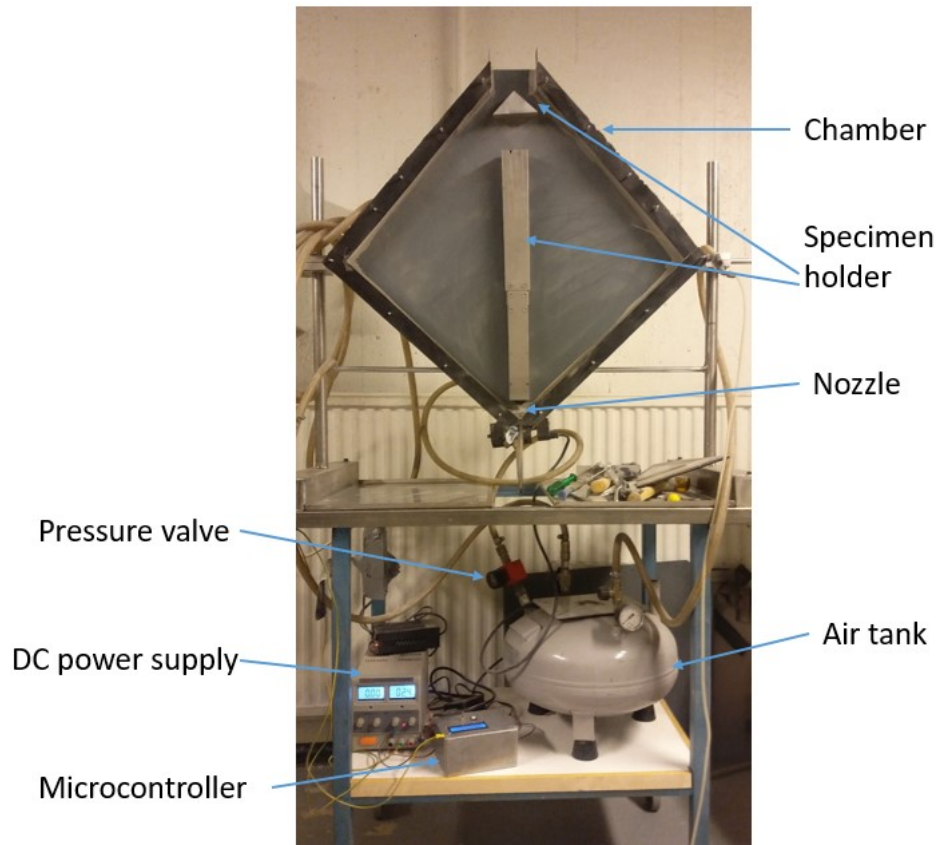 Chamber
Specimen
holder
Nozzle
Pressure valve
DC power supply
Air tank
Microcontroller